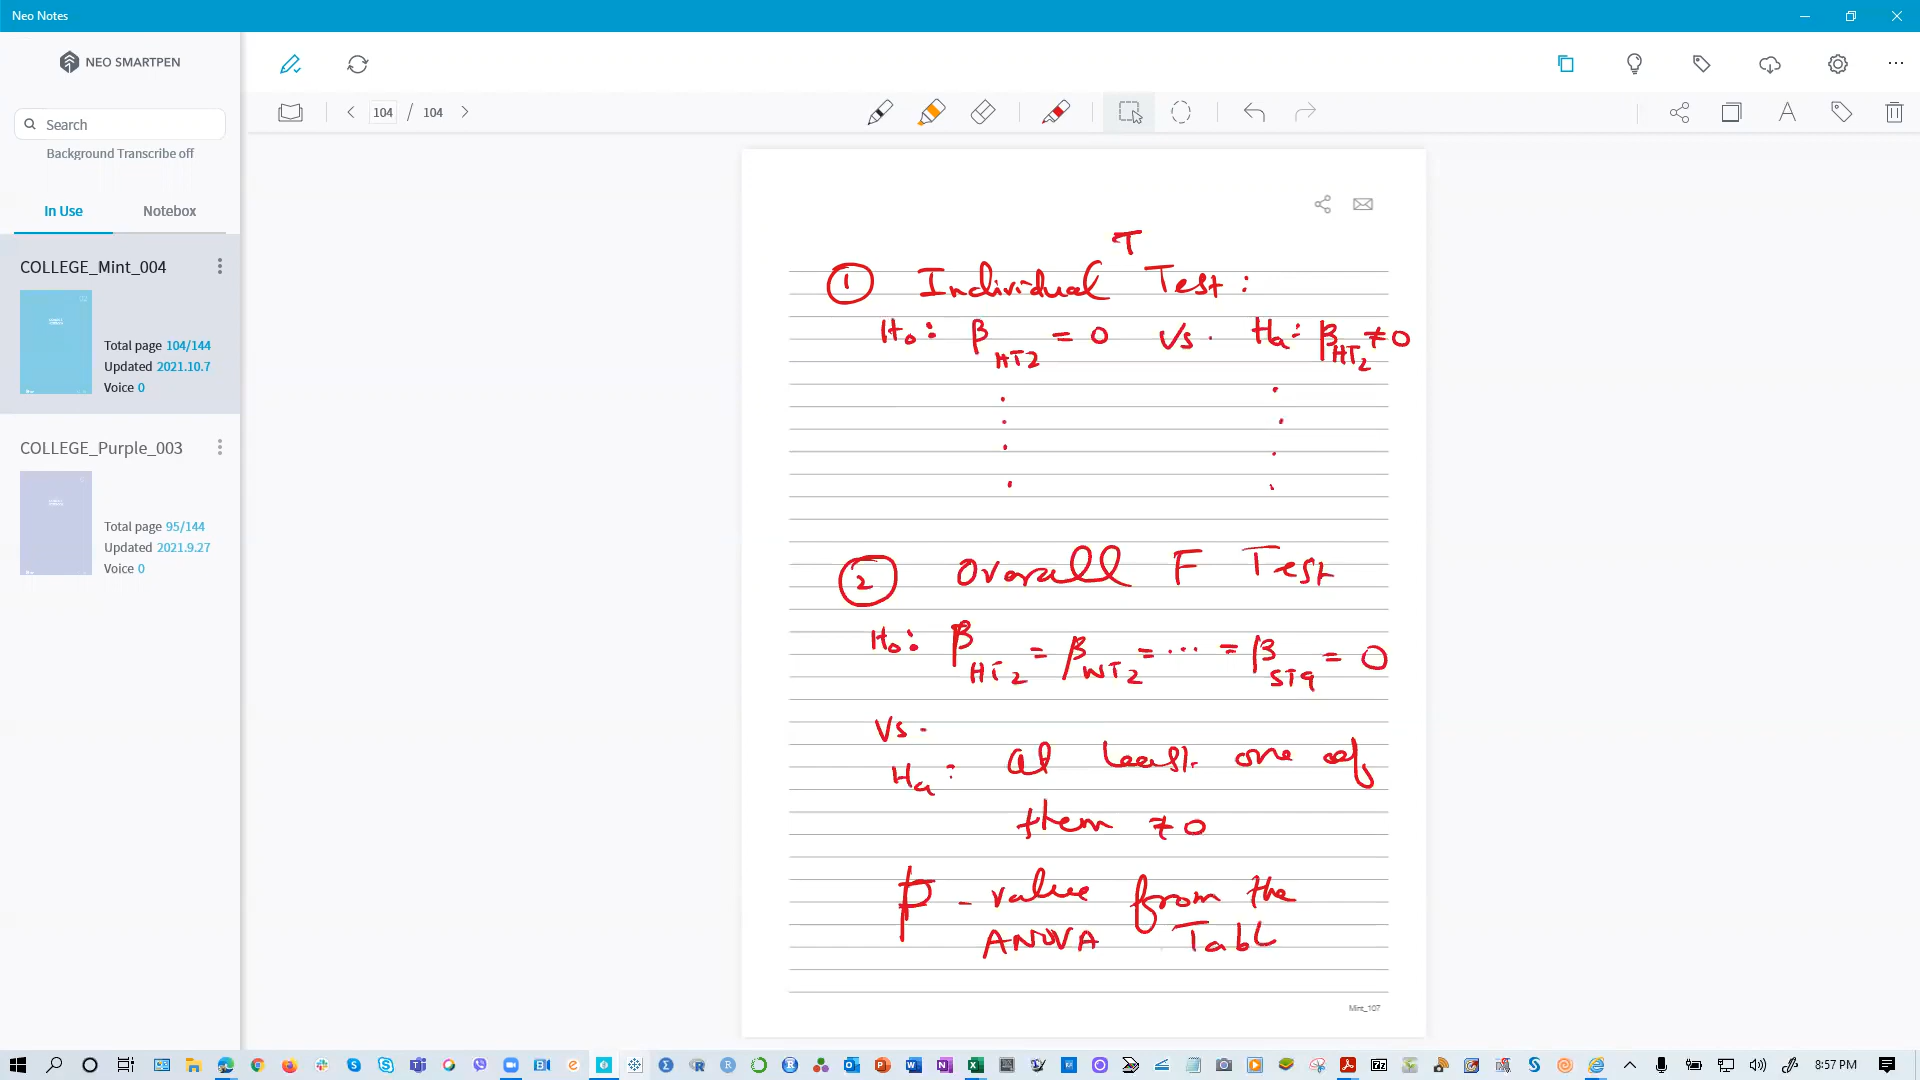 Neo Notes
NEO SMARTPEN
Search
Background Transcribe off
In Use Notebox
COLLEGE_Mint_004
Total page 104/144
Updated 2021.10.7
Voice 0
COLLEGE_Purple_003
Total page 95/144
Updated 2021.9.27
Voice 0
104 / 104
T
① Individual Test:
H₀: β HT2 = 0 Vs. Ha: β HT2 ≠ 0
② Overall F Test
H₀: β HT2 = β WT2 = ... = β ST9 = 0
Vs.
Ha: at least one of
them ≠ 0
P - value from the
ANOVA Table
Mint_107
8:57 PM